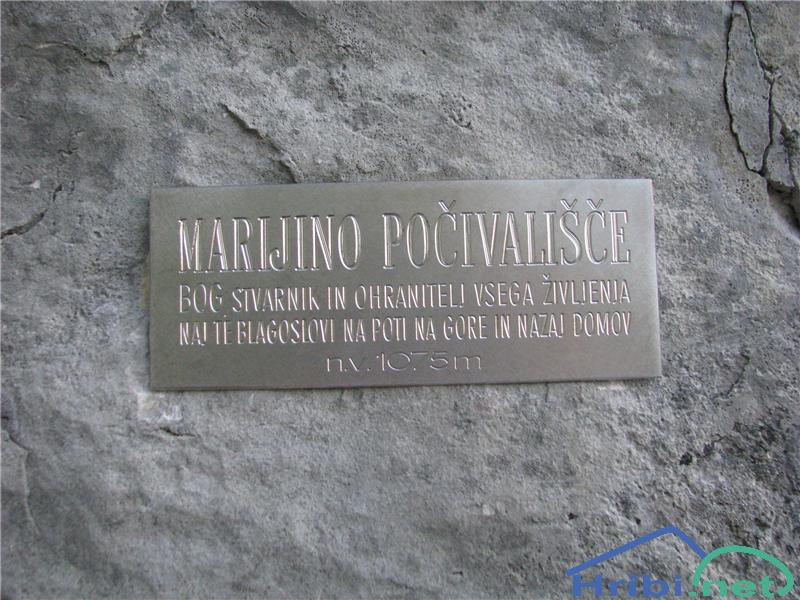 MARIJINO POČIVALIŠČE
BOG, STVARNIK IN OHRANITELJ VSEGA ŽIVLJENJA
NAJ TE BLAGOSLOVI NA POTI NA GORE IN NAZAJ DOMOV
n.v. 1075 m
Hribi.net